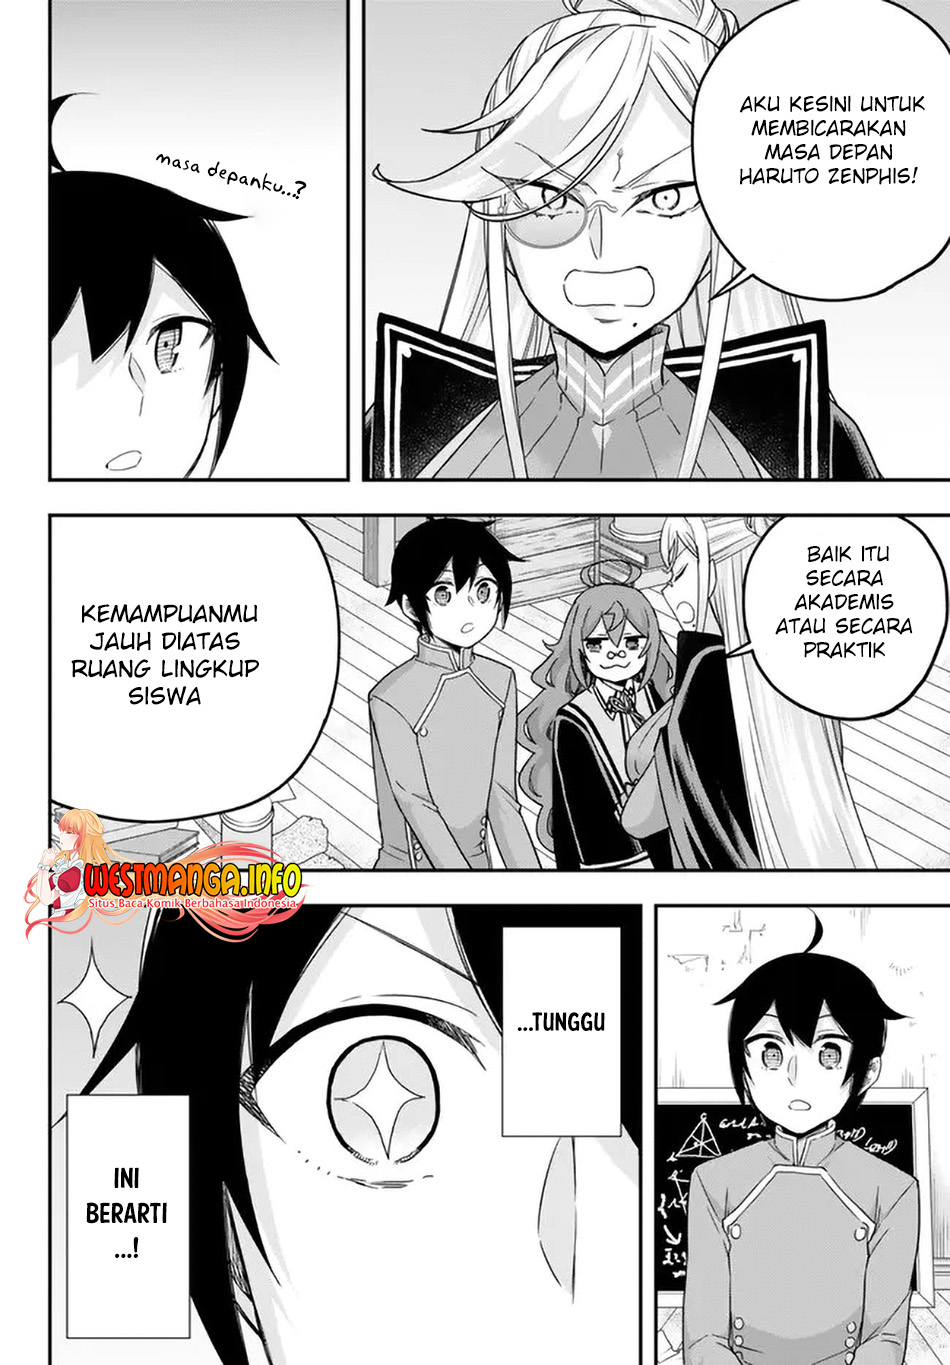 AKU KESINI UNTUK
MEMBICARAKAN
MASA DEPAN
HARUTO ZENPHIS!
masa depanku...?
BAIK ITU
SECARA
AKADEMIS
ATAU SECARA
PRAKTIK
KEMAMPUANMU
JAUH DIATAS
RUANG LINGKUP
SISWA
WESTMANGA.INFO
Situs Baca Komik Berbahasa Indonesia
...TUNGGU
INI
BERARTI
...!